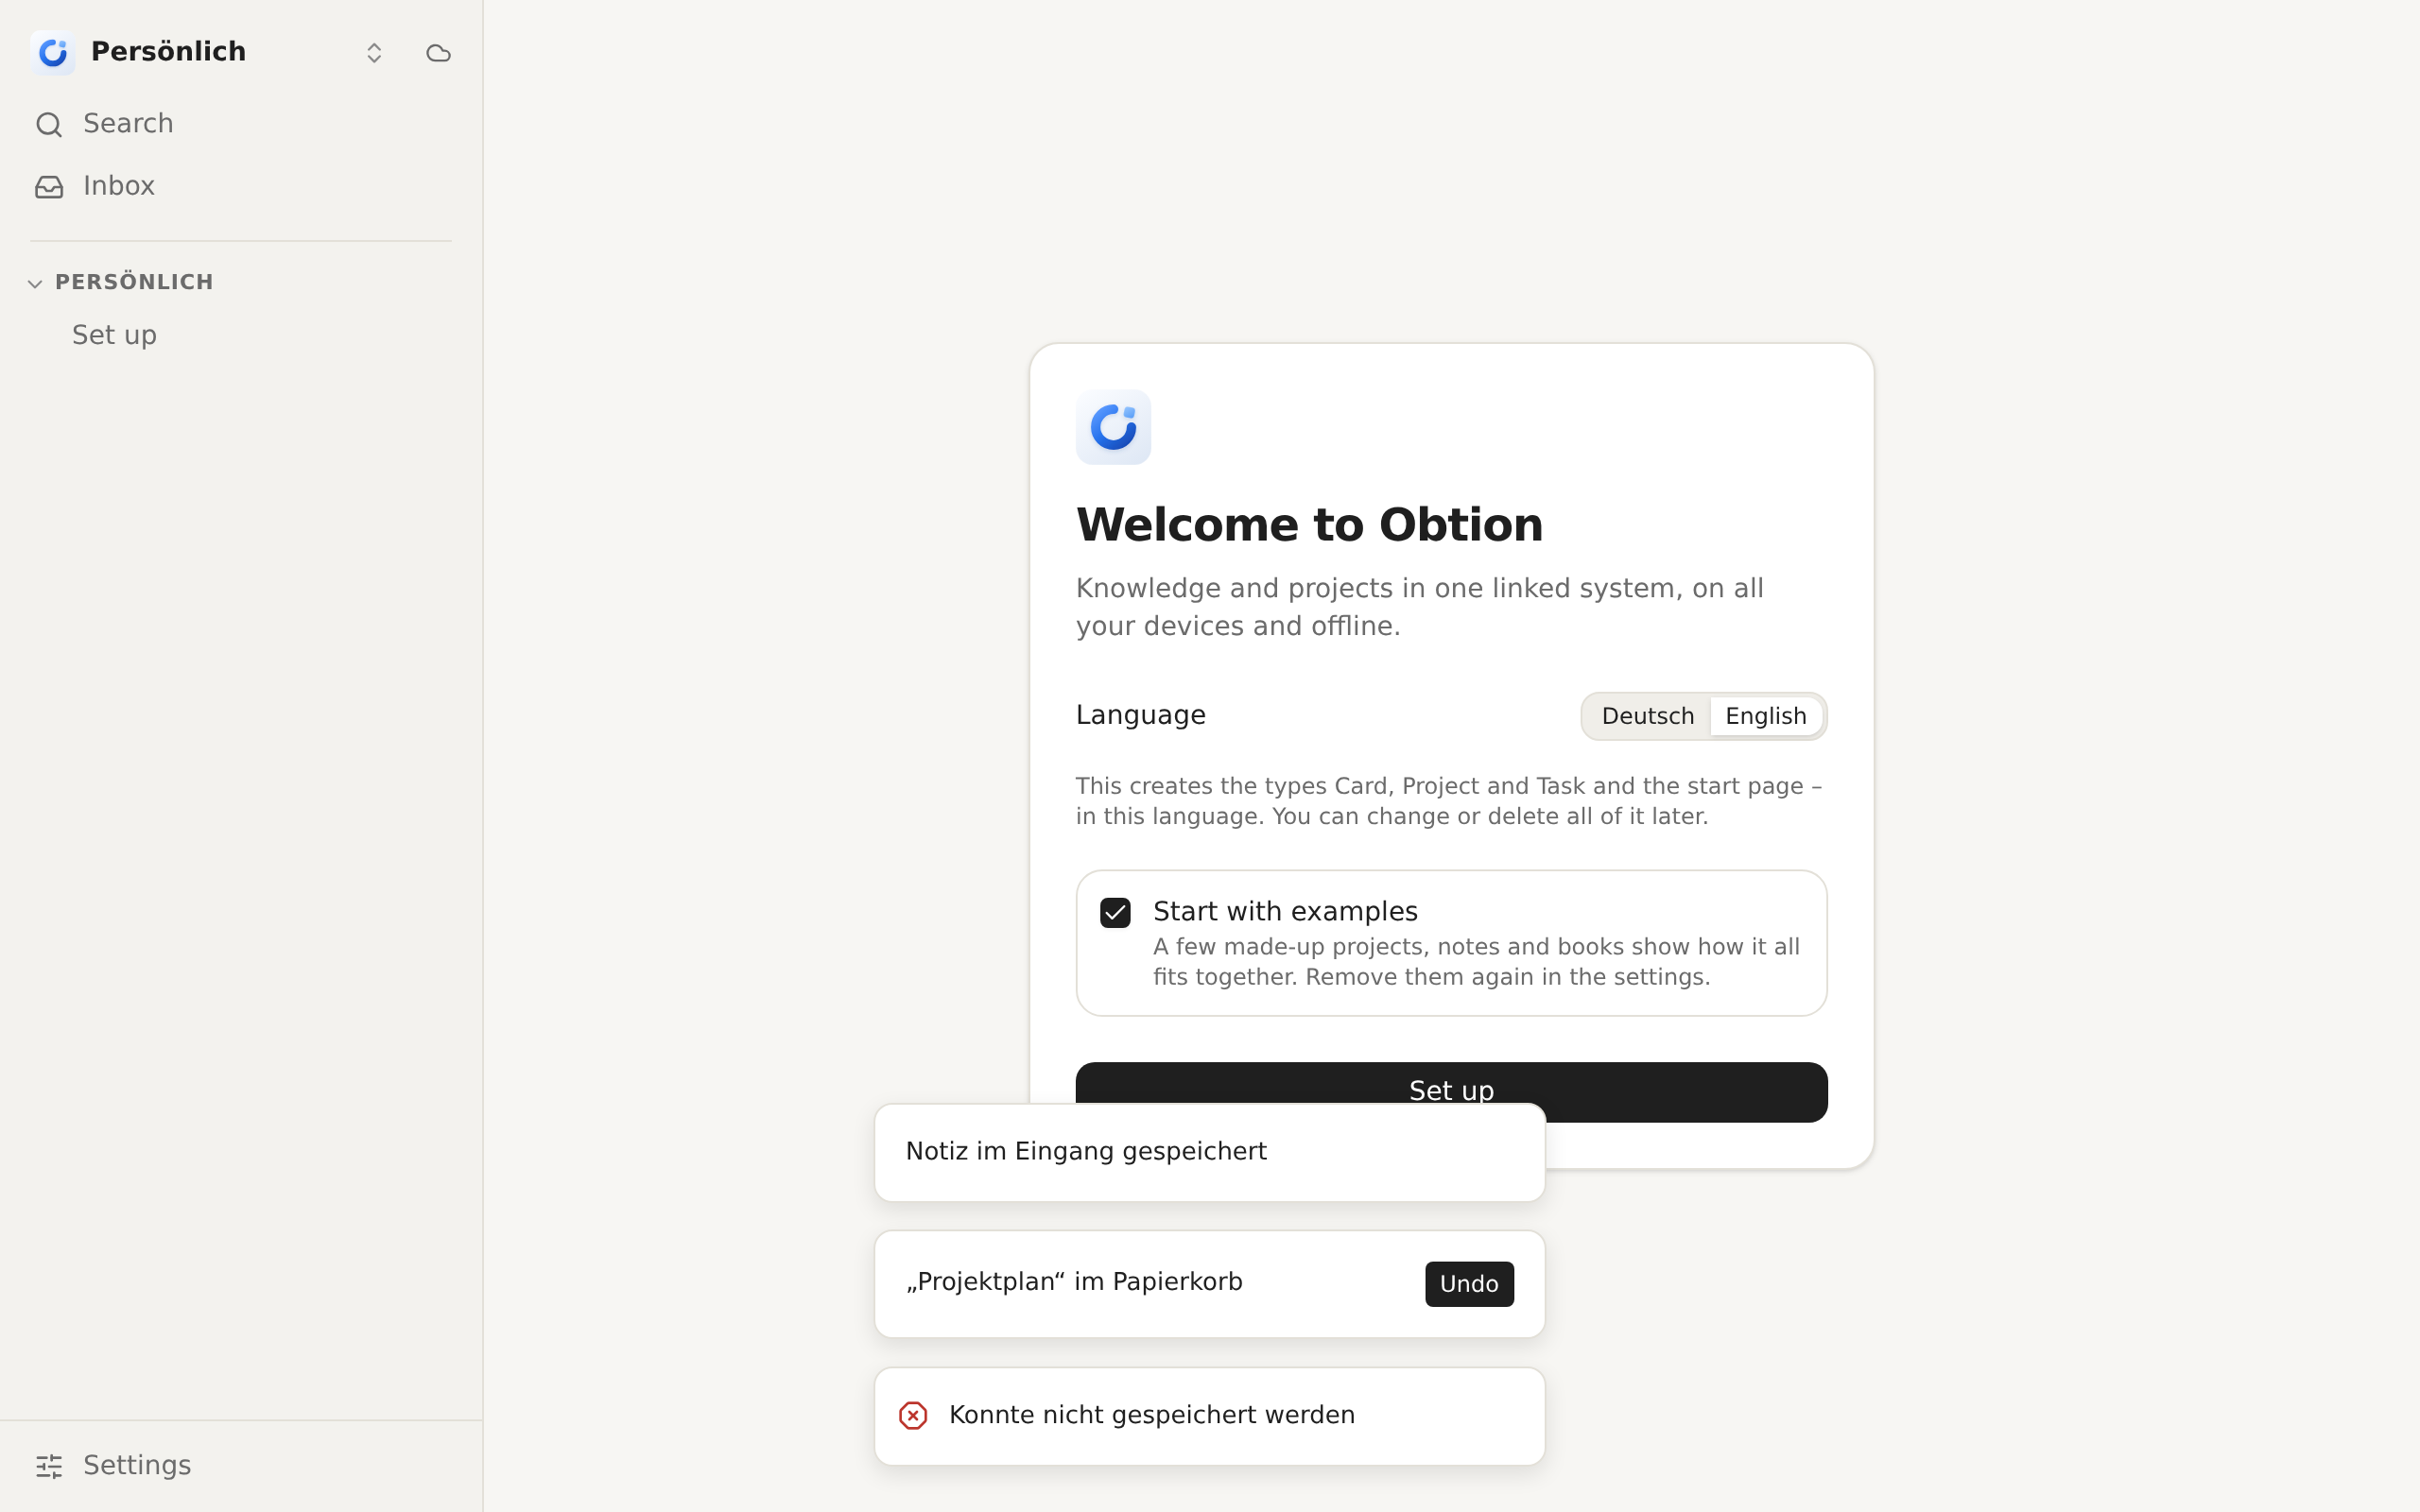 Persönlich
Search
Inbox
PERSÖNLICH
Set up
Settings
Welcome to Obtion
Knowledge and projects in one linked system, on all
your devices and offline.
Language
Deutsch
English
This creates the types Card, Project and Task and the start page –
in this language. You can change or delete all of it later.
Start with examples
A few made-up projects, notes and books show how it all
fits together. Remove them again in the settings.
Set up
Notiz im Eingang gespeichert
„Projektplan“ im Papierkorb
Undo
Konnte nicht gespeichert werden